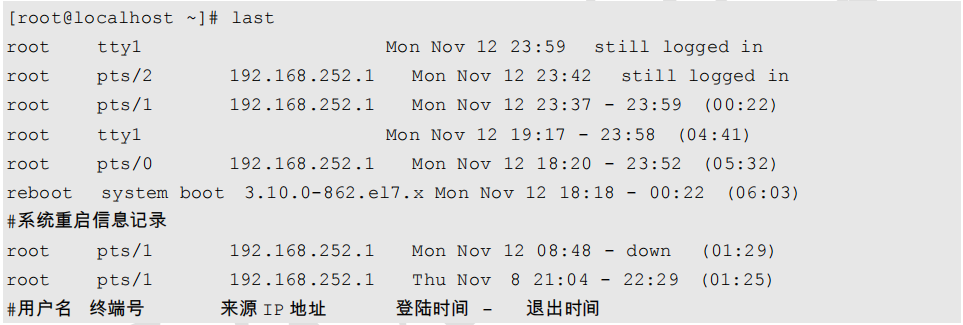 [root@localhost ~]# last
root tty1 Mon Nov 12 23:59 still logged in
root pts/2 192.168.252.1 Mon Nov 12 23:42 still logged in
root pts/1 192.168.252.1 Mon Nov 12 23:37 - 23:59 (00:22)
root tty1 Mon Nov 12 19:17 - 23:58 (04:41)
root pts/0 192.168.252.1 Mon Nov 12 18:20 - 23:52 (05:32)
reboot system boot 3.10.0-862.el7.x Mon Nov 12 18:18 - 00:22 (06:03)
#系统重启信息记录
root pts/1 192.168.252.1 Mon Nov 12 08:48 - down (01:29)
root pts/1 192.168.252.1 Thu Nov 8 21:04 - 22:29 (01:25)
#用户名 终端号 来源 IP 地址 登陆时间 - 退出时间